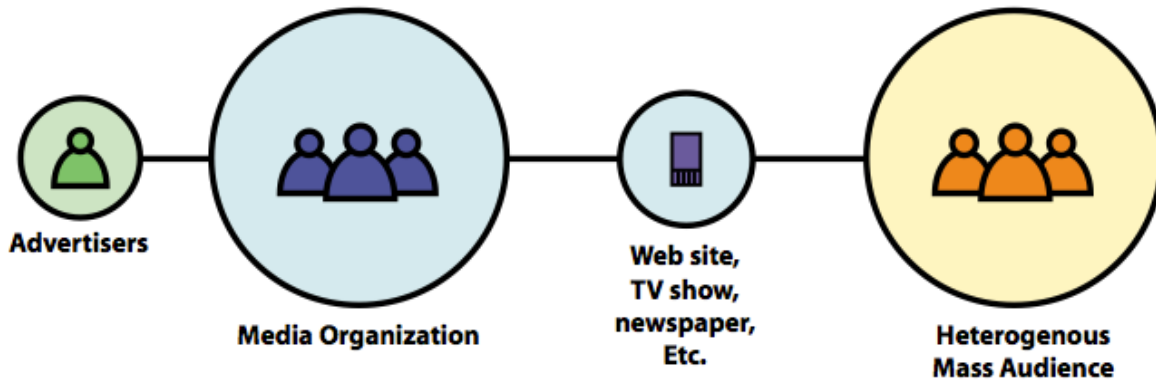 Advertisers
Media Organization
Web site,
TV show,
newspaper,
Etc.
Heterogenous
Mass Audience